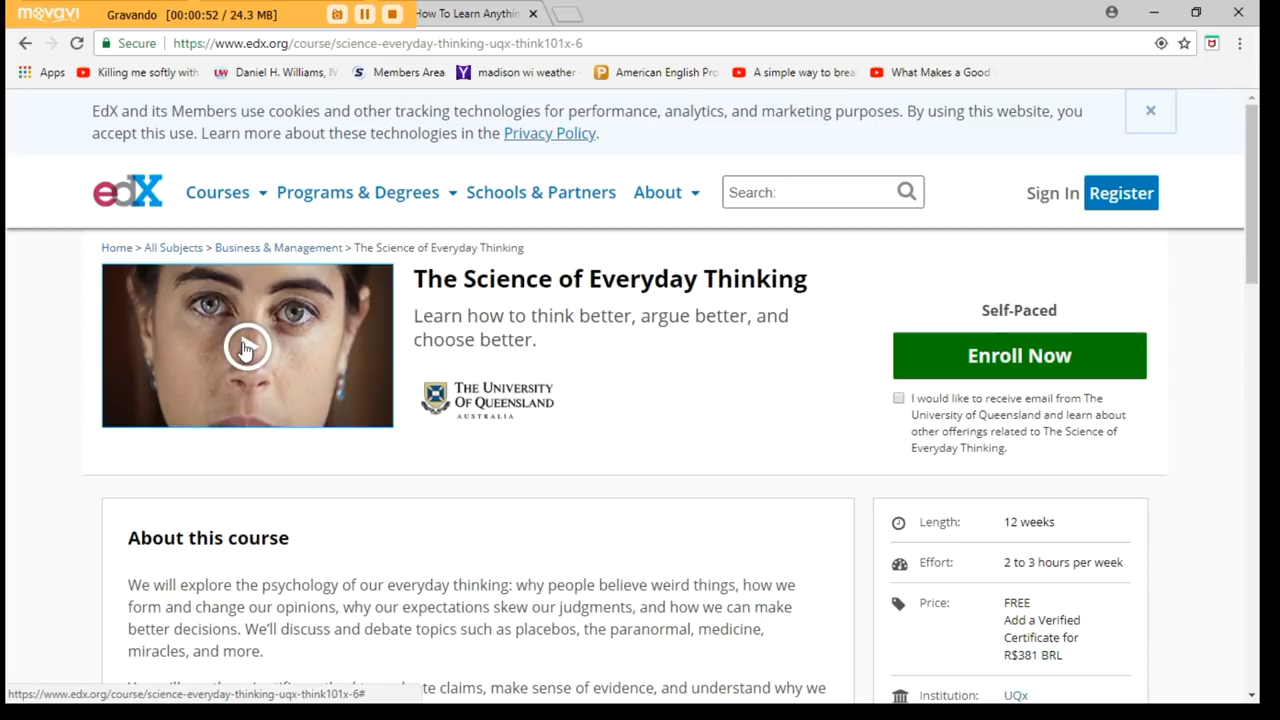 movavi
Gravando [00:00:52 / 24.3 MB]
How To Learn Anythin
Secure https://www.edx.org/course/science-everyday-thinking-uqx-think101x-6
Apps Killing me softly with Daniel H. Williams, IV Members Area madison wi weather American English Pro A simple way to brea What Makes a Good
EdX and its Members use cookies and other tracking technologies for performance, analytics, and marketing purposes. By using this website, you
accept this use. Learn more about these technologies in the Privacy Policy.
edX Courses Programs & Degrees Schools & Partners About Search: Sign In Register
Home > All Subjects > Business & Management > The Science of Everyday Thinking
The Science of Everyday Thinking
Learn how to think better, argue better, and
choose better.
THE UNIVERSITY
OF QUEENSLAND
AUSTRALIA
Self-Paced
Enroll Now
I would like to receive email from The
University of Queensland and learn about
other offerings related to The Science of
Everyday Thinking.
About this course
We will explore the psychology of our everyday thinking: why people believe weird things, how we
form and change our opinions, why our expectations skew our judgments, and how we can make
better decisions. We'll discuss and debate topics such as placebos, the paranormal, medicine,
miracles, and more.
claims, make sense of evidence, and understand why we
Length: 12 weeks
Effort: 2 to 3 hours per week
Price: FREE
Add a Verified
Certificate for
R$381 BRL
Institution: UQx
https://www.edx.org/course/science-everyday-thinking-uqx-think101x-6#